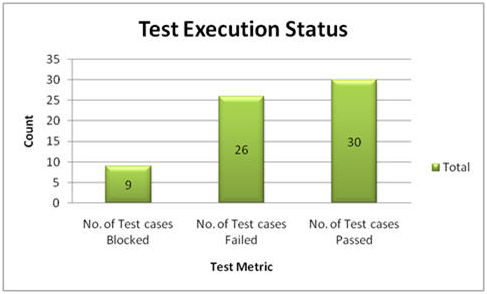 Test Execution Status
35
30
25
20
15
10
5
0
Count
9
26
30
No. of Test cases
Blocked
No. of Test cases
Failed
No. of Test cases
Passed
Test Metric
Total